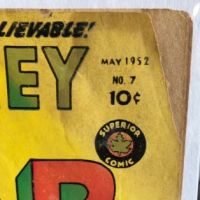 LIEVABLE!
EY
MAY 1952
NO. 7
10¢
SUPERIOR
COMIC